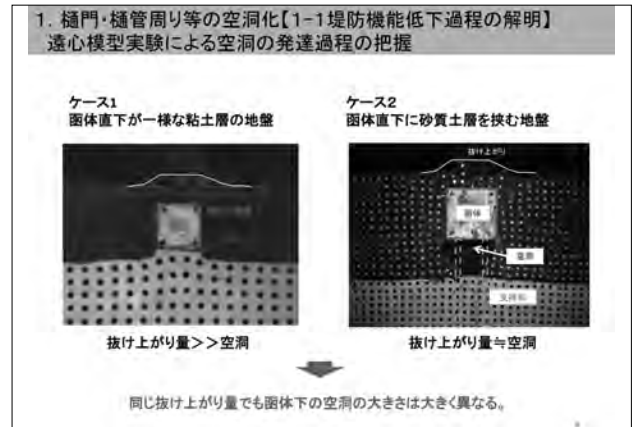 1. 樋門・樋管周り等の空洞化【1-1堤防機能低下過程の解明】
遠心模型実験による空洞の発達過程の把握
ケース1
函体直下が一様な粘土層の地盤
ケース2
函体直下に砂質土層を挟む地盤
抜け上がり
函体
空洞
支持杭
抜け上がり量>>空洞
抜け上がり量≒空洞
同じ抜け上がり量でも函体下の空洞の大きさは大きく異なる。